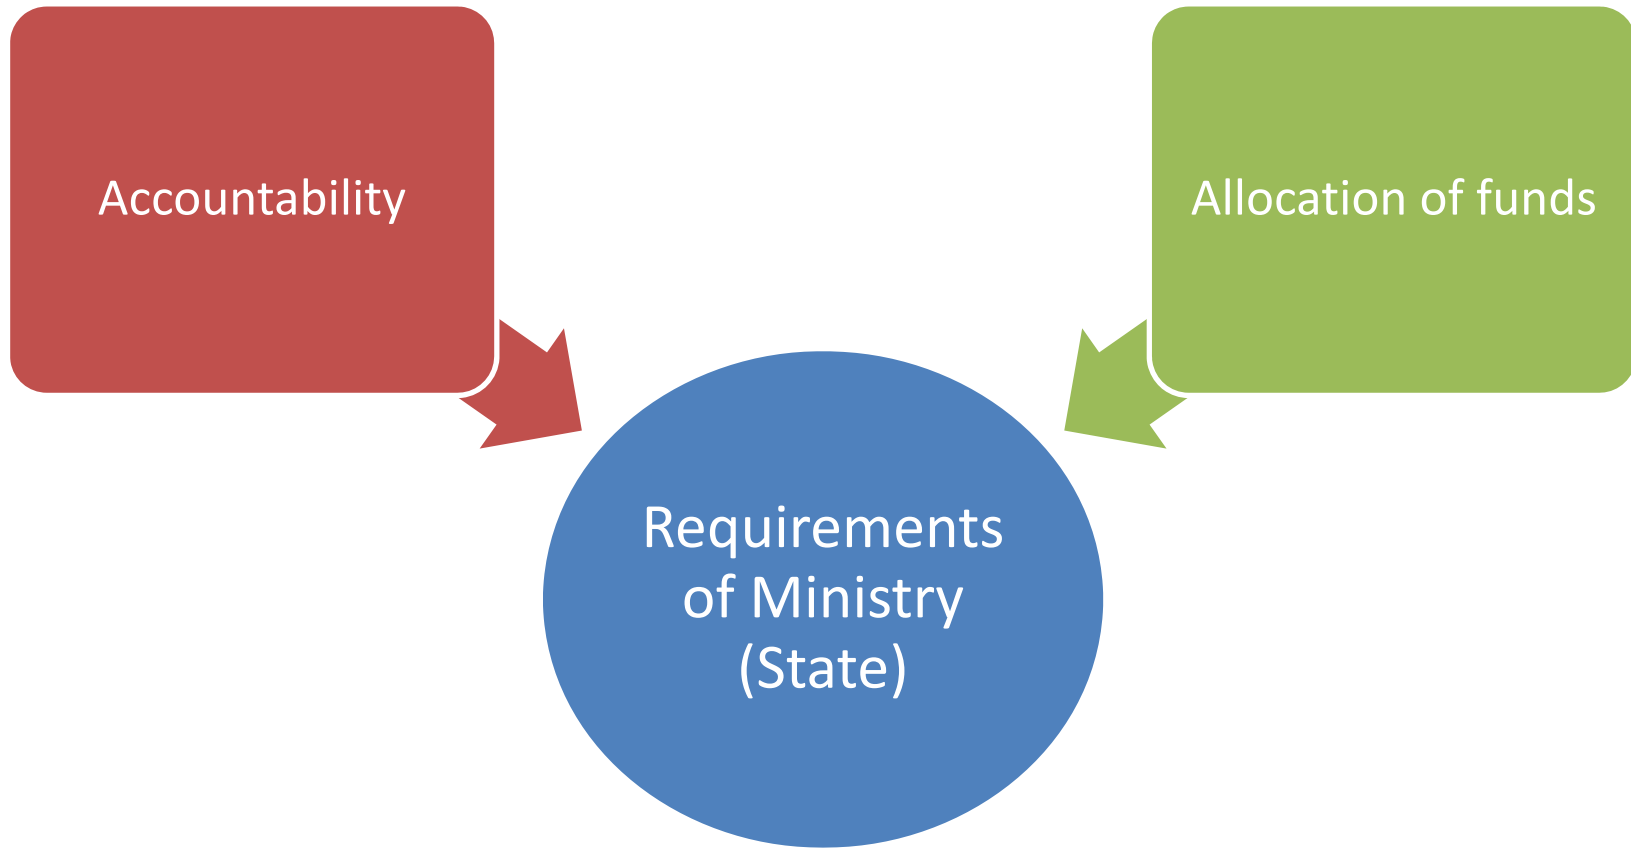 Accountability
Allocation of funds
Requirements
of Ministry
(State)